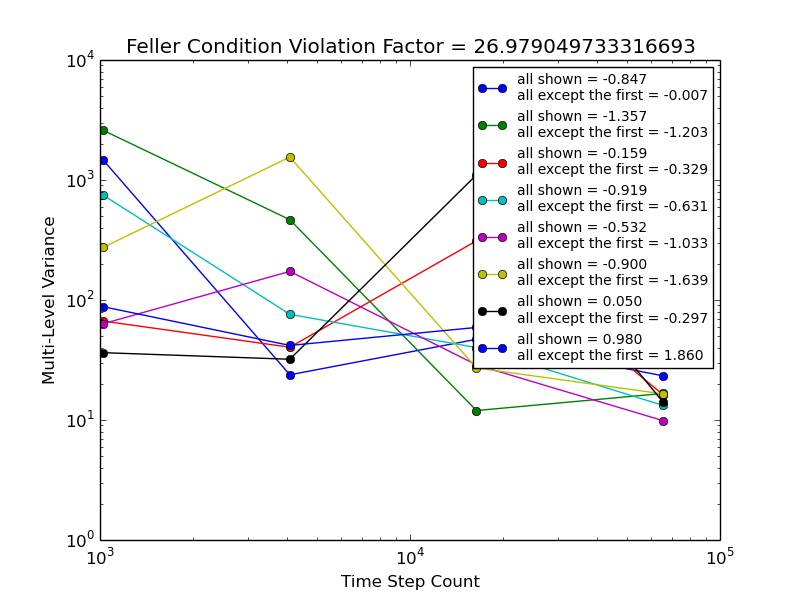 Feller Condition Violation Factor = 26.979049733316693
10^4
10^3
10^2
10^1
10^0
Multi-Level Variance
all shown = -0.847
all except the first = -0.007
all shown = -1.357
all except the first = -1.203
all shown = -0.159
all except the first = -0.329
all shown = -0.919
all except the first = -0.631
all shown = -0.532
all except the first = -1.033
all shown = -0.900
all except the first = -1.639
all shown = 0.050
all except the first = -0.297
all shown = 0.980
all except the first = 1.860
10^3
10^4
10^5
Time Step Count